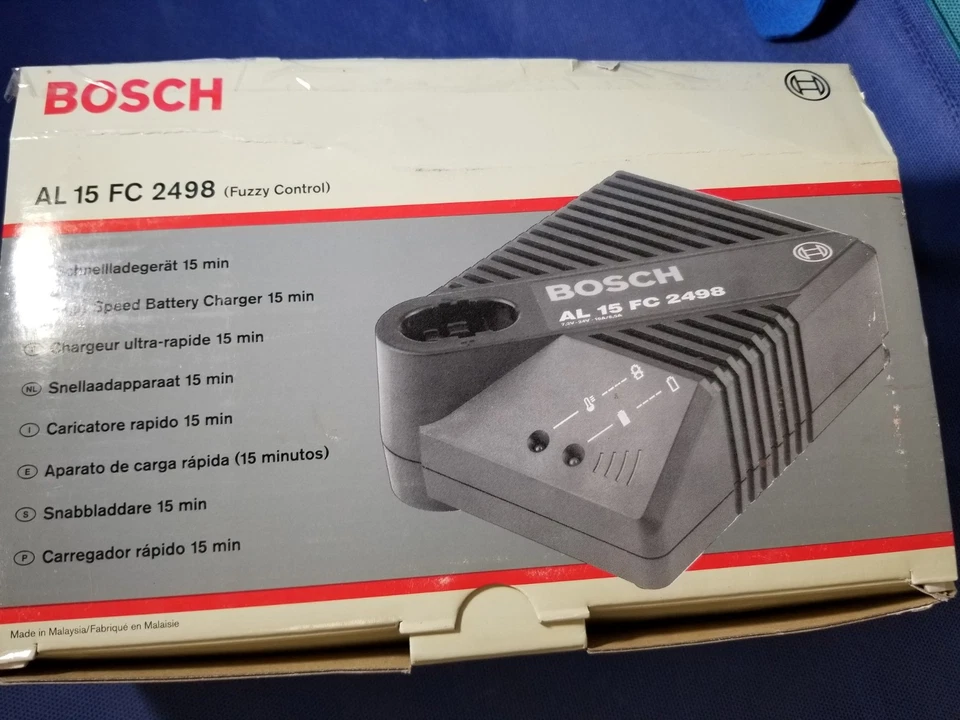 BOSCH
AL 15 FC 2498 (Fuzzy Control)
Schnellladegerät 15 min
Speed Battery Charger 15 min
Chargeur ultra-rapide 15 min
NL Snellaadapparaat 15 min
I Caricatore rapido 15 min
E Aparato de carga rápida (15 minutos)
S Snabbladdare 15 min
P Carregador rápido 15 min
Made in Malaysia/Fabriqué en Malaisie
BOSCH
AL 15 FC 2498